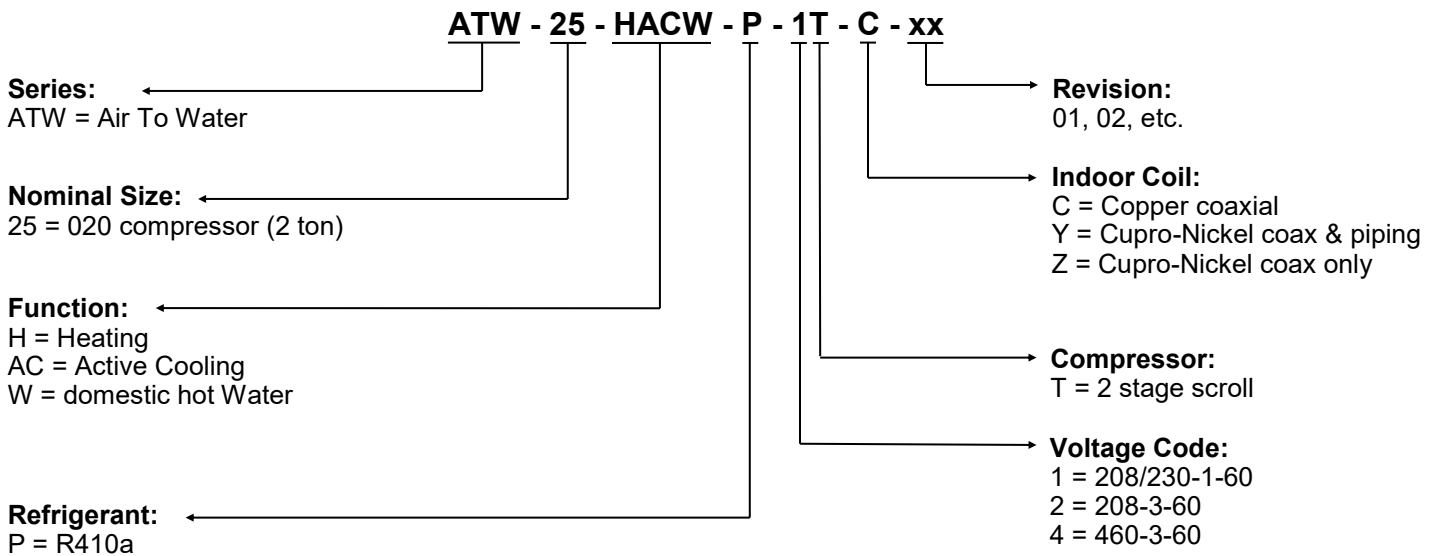 ATW - 25 - HACW - P - 1T - C - xx
Series:
ATW = Air To Water
Nominal Size:
25 = 020 compressor (2 ton)
Function:
H = Heating
AC = Active Cooling
W = domestic hot Water
Refrigerant:
P = R410a
Revision:
01, 02, etc.
Indoor Coil:
C = Copper coaxial
Y = Cupro-Nickel coax & piping
Z = Cupro-Nickel coax only
Compressor:
T = 2 stage scroll
Voltage Code:
1 = 208/230-1-60
2 = 208-3-60
4 = 460-3-60